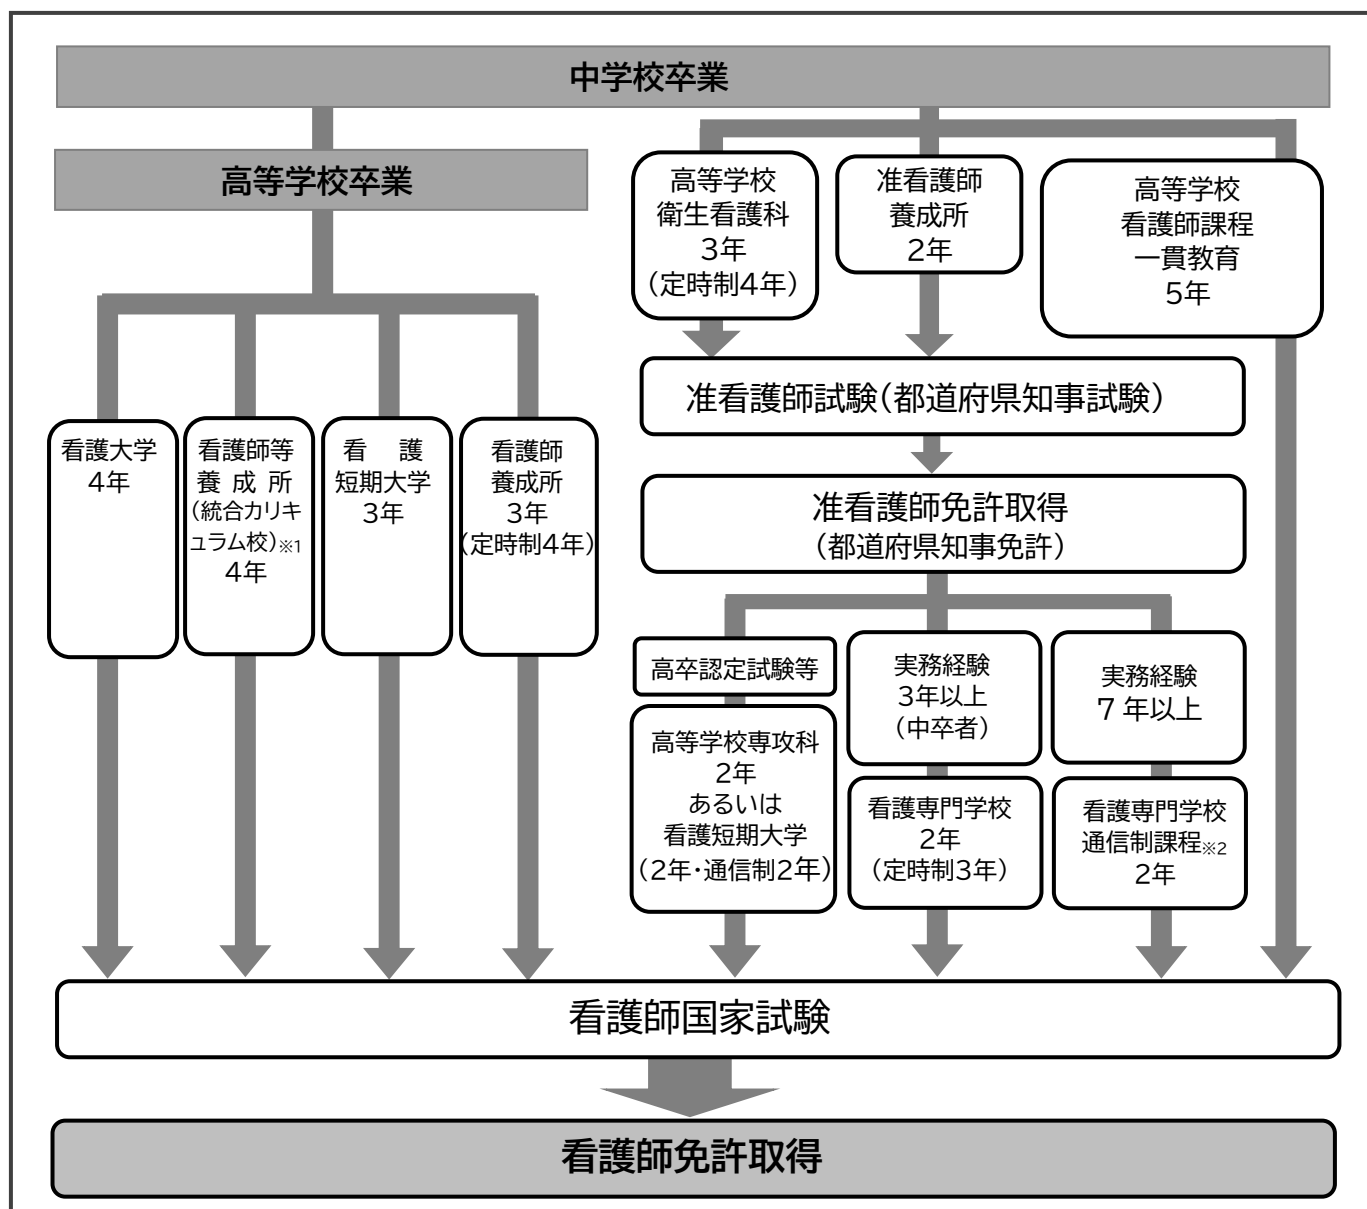 中学校卒業
高等学校卒業
高等学校
衛生看護科
3年
(定時制4年)
准看護師
養成所
2年
高等学校
看護師課程
一貫教育
5年
准看護師試験(都道府県知事試験)
准看護師免許取得
(都道府県知事免許)
看護大学
4年
看護師等
養成所
(統合カリキ
ュラム校)※1
4年
看 護
短期大学
3年
看護師
養成所
3年
(定時制4年)
高卒認定試験等
高等学校専攻科
2年
あるいは
看護短期大学
(2年・通信制2年)
実務経験
3年以上
(中卒者)
看護専門学校
2年
(定時制3年)
実務経験
7年以上
看護専門学校
通信制課程※2
2年
看護師国家試験
看護師免許取得